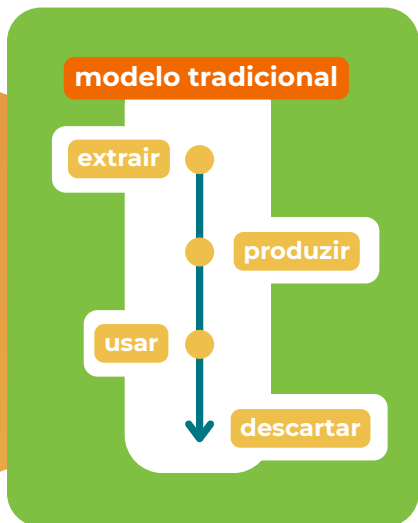 modelo tradicional
extrair
produzir
usar
descartar